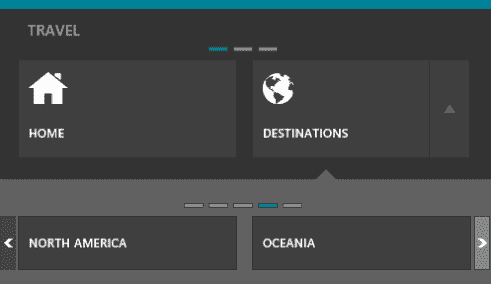 TRAVEL
HOME
DESTINATIONS
NORTH AMERICA
OCEANIA